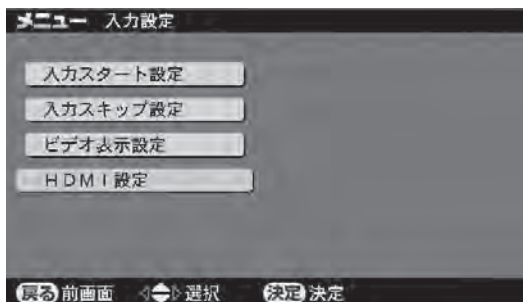 メニュー 入力設定
入力スタート設定
入力スキップ設定
ビデオ表示設定
HDMI設定
戻る 前画面 選択 決定 決定